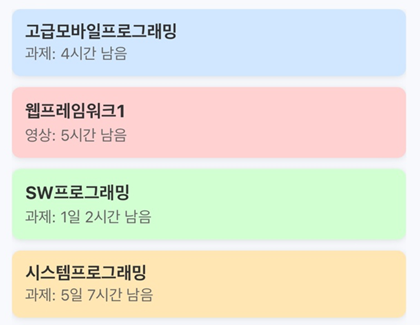 고급모바일프로그래밍
과제: 4시간 남음
웹프레임워크1
영상: 5시간 남음
SW프로그래밍
과제: 1일 2시간 남음
시스템프로그래밍
과제: 5일 7시간 남음